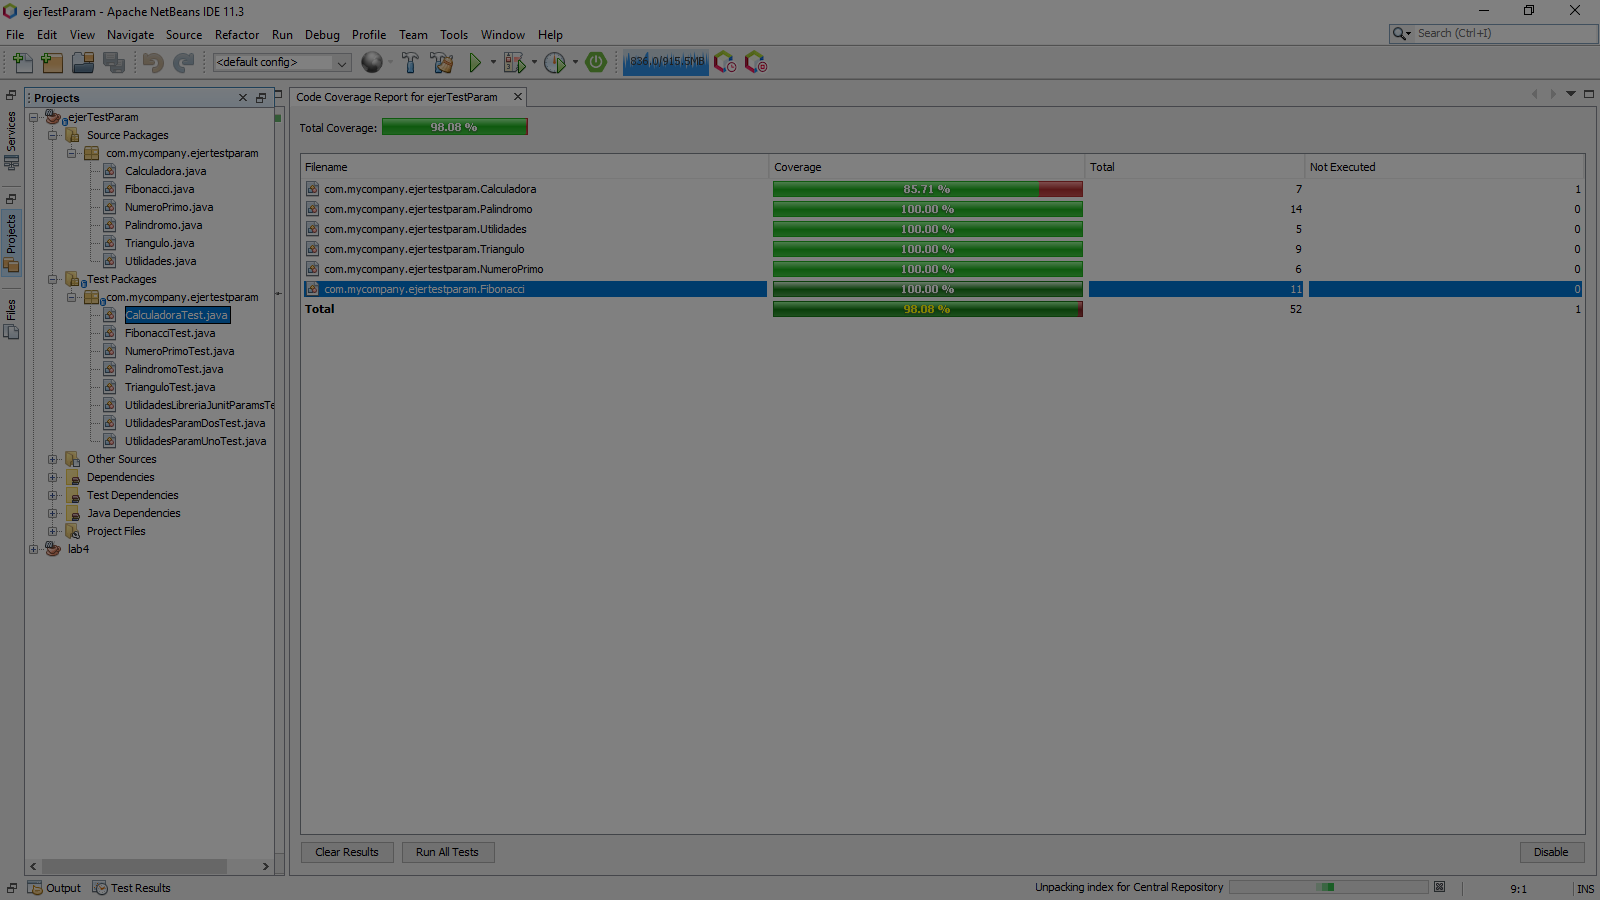 ejerTestParam - Apache NetBeans IDE 11.3
File Edit View Navigate Source Refactor Run Debug Profile Team Tools Window Help
Search (Ctrl+I)
<default config>
836.0/915.5MB
Services
Projects
Files
Projects
ejerTestParam
Source Packages
com.mycompany.ejertestparam
Calculadora.java
Fibonacci.java
NumeroPrimo.java
Palindromo.java
Triangulo.java
Utilidades.java
Test Packages
com.mycompany.ejertestparam
CalculadoraTest.java
FibonacciTest.java
NumeroPrimoTest.java
PalindromoTest.java
TrianguloTest.java
UtilidadesLibreriaJunitParamsTe
UtilidadesParamDosTest.java
UtilidadesParamUnoTest.java
Other Sources
Dependencies
Test Dependencies
Java Dependencies
Project Files
lab4
Code Coverage Report for ejerTestParam
Total Coverage: 98.08 %
Filename Coverage Total Not Executed
com.mycompany.ejertestparam.Calculadora 85.71 % 7 1
com.mycompany.ejertestparam.Palindromo 100.00 % 14 0
com.mycompany.ejertestparam.Utilidades 100.00 % 5 0
com.mycompany.ejertestparam.Triangulo 100.00 % 9 0
com.mycompany.ejertestparam.NumeroPrimo 100.00 % 6 0
com.mycompany.ejertestparam.Fibonacci 100.00 % 11 0
Total 98.08 % 52 1
Clear Results Run All Tests Disable
Output Test Results Unpacking index for Central Repository 9:1 INS